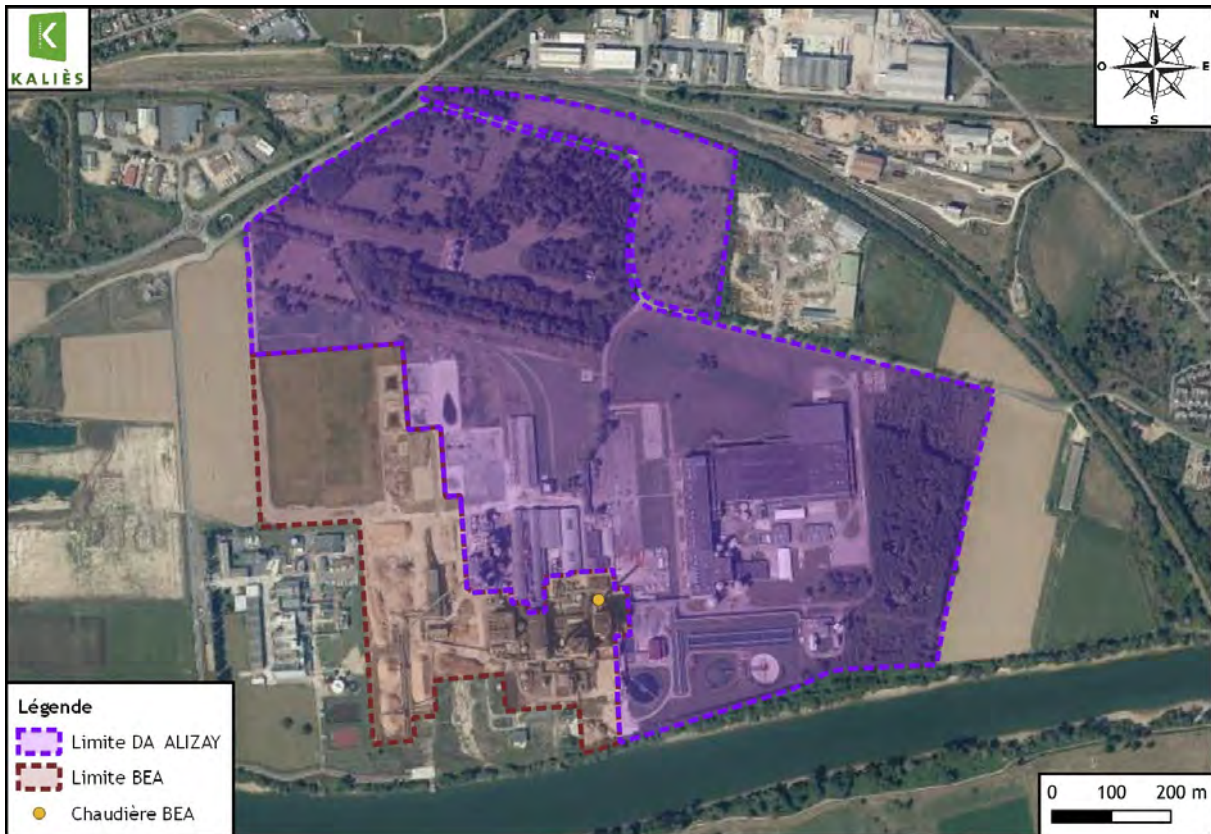 KALIÈS
N
O
E
S
Légende
Limite DA ALIZAY
Limite BEA
Chaudière BEA
0 100 200 m